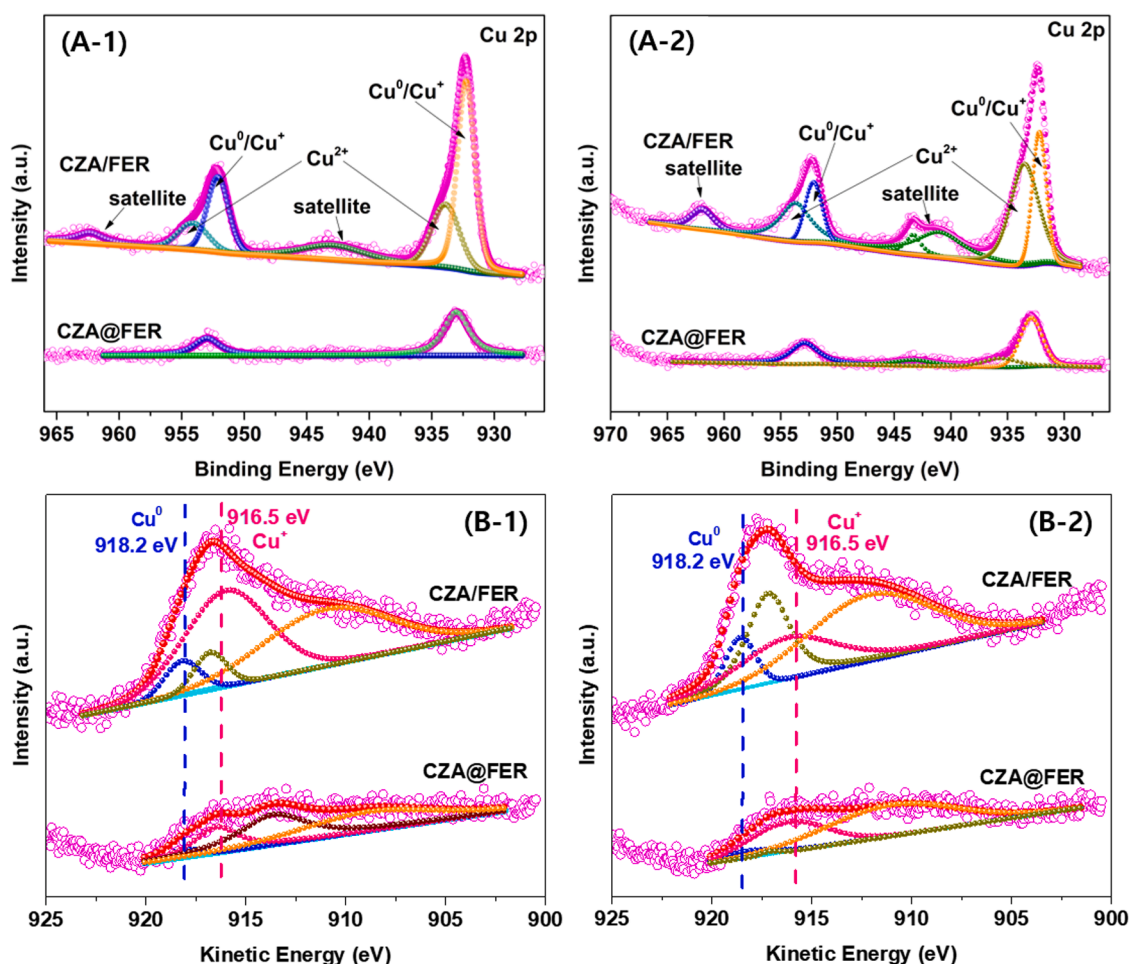 (A-1)
Cu 2p
Cu⁰/Cu⁺
Cu⁰/Cu⁺
CZA/FER
Cu²⁺
satellite
satellite
CZA@FER
Intensity (a.u.)
965 960 955 950 945 940 935 930
Binding Energy (eV)
(A-2)
Cu 2p
Cu⁰/Cu⁺
Cu⁰/Cu⁺
CZA/FER
Cu²⁺
satellite
satellite
CZA@FER
Intensity (a.u.)
970 965 960 955 950 945 940 935 930
Binding Energy (eV)
(B-1)
Cu⁰
918.2 eV
916.5 eV
Cu⁺
CZA/FER
CZA@FER
Intensity (a.u.)
925 920 915 910 905 900
Kinetic Energy (eV)
(B-2)
Cu⁰
918.2 eV
Cu⁺
916.5 eV
CZA/FER
CZA@FER
Intensity (a.u.)
925 920 915 910 905 900
Kinetic Energy (eV)